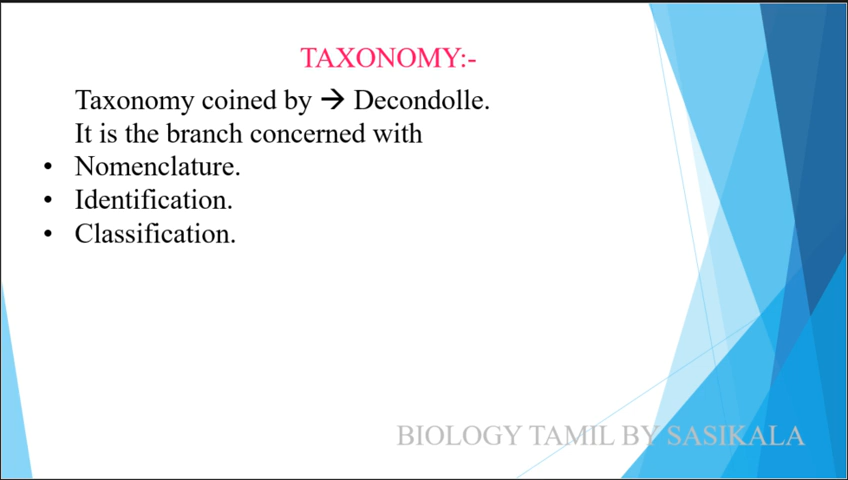 TAXONOMY:-
Taxonomy coined by → Decondolle.
It is the branch concerned with
• Nomenclature.
• Identification.
• Classification.
BIOLOGY TAMIL BY SASIKALA